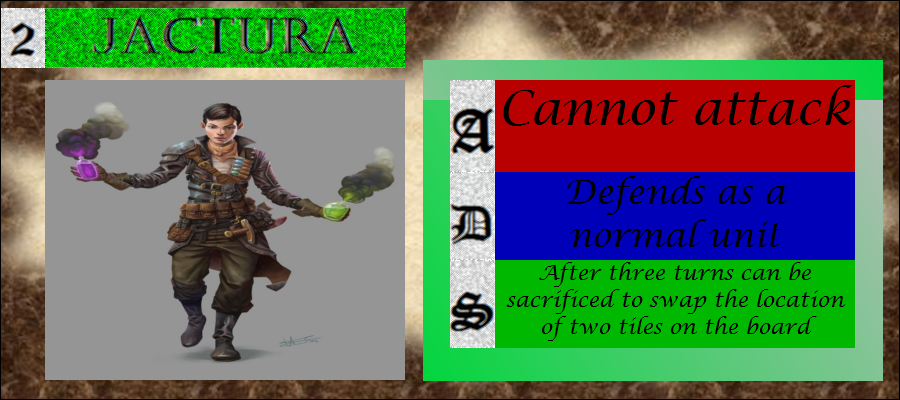 2 JACTURA
A Cannot attack
D Defends as a
normal unit
S After three turns can be
sacrificed to swap the location
of two tiles on the board